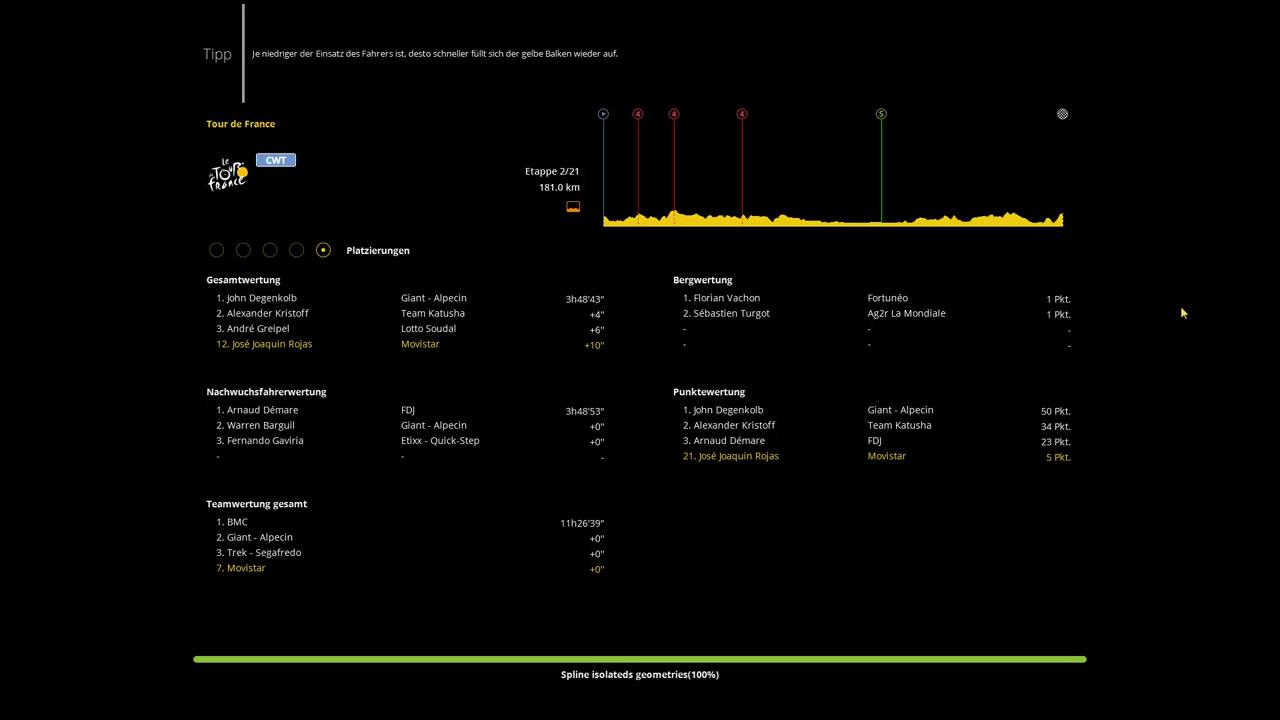 Tipp
Je niedriger der Einsatz des Fahrers ist, desto schneller füllt sich der gelbe Balken wieder auf.
Tour de France
le Tour de france
CWT
Etappe 2/21
181.0 km
4 4 4 S
Platzierungen
Gesamtwertung
1. John Degenkolb Giant - Alpecin 3h48'43"
2. Alexander Kristoff Team Katusha +4"
3. André Greipel Lotto Soudal +6"
12. José Joaquin Rojas Movistar +10"
Bergwertung
1. Florian Vachon Fortunéo 1 Pkt.
2. Sébastien Turgot Ag2r La Mondiale 1 Pkt.
- - -
- - -
Nachwuchsfahrerwertung
1. Arnaud Démare FDJ 3h48'53"
2. Warren Barguil Giant - Alpecin +0"
3. Fernando Gaviria Etixx - Quick-Step +0"
- - -
Punktewertung
1. John Degenkolb Giant - Alpecin 50 Pkt.
2. Alexander Kristoff Team Katusha 34 Pkt.
3. Arnaud Démare FDJ 23 Pkt.
21. José Joaquin Rojas Movistar 5 Pkt.
Teamwertung gesamt
1. BMC 11h26'39"
2. Giant - Alpecin +0"
3. Trek - Segafredo +0"
7. Movistar +0"
Spline isolateds geometries(100%)